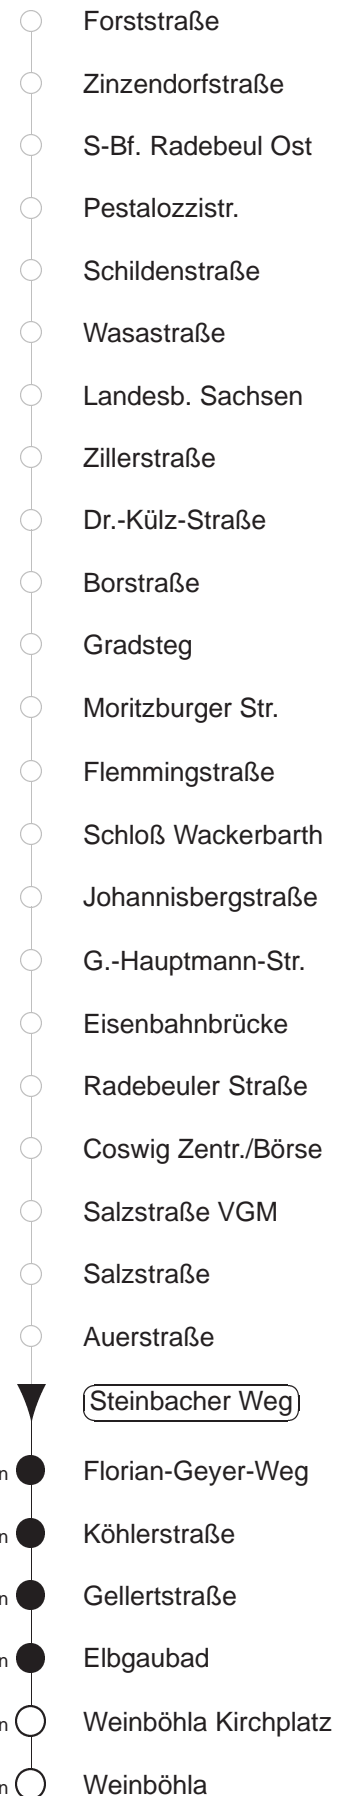 Forststraße
Zinzendorfstraße
S-Bf. Radebeul Ost
Pestalozzistr.
Schildenstraße
Wasastraße
Landesb. Sachsen
Zillerstraße
Dr.-Külz-Straße
Borstraße
Gradsteg
Moritzburger Str.
Flemmingstraße
Schloß Wackerbarth
Johannisbergstraße
G.-Hauptmann-Str.
Eisenbahnbrücke
Radebeuler Straße
Coswig Zentr./Börse
Salzstraße VGM
Salzstraße
Auerstraße
Steinbacher Weg
n Florian-Geyer-Weg
n Köhlerstraße
n Gellertstraße
n Elbgaubad
n Weinböhla Kirchplatz
n Weinböhla